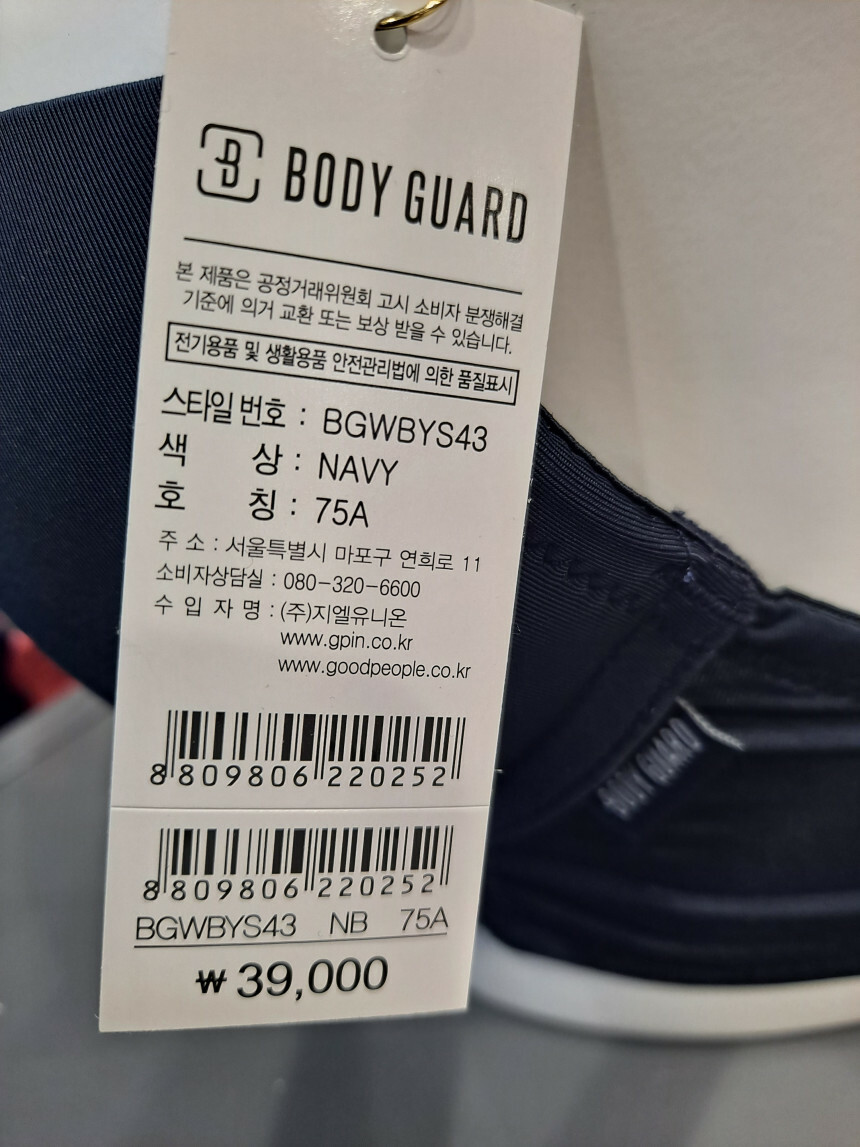 B BODY GUARD
본 제품은 공정거래위원회 고시 소비자 분쟁해결
기준에 의거 교환 또는 보상 받을 수 있습니다.
전기용품 및 생활용품 안전관리법에 의한 품질표시
스타일 번호 : BGWBYS43
색 상 : NAVY
호 칭 : 75A
주 소 : 서울특별시 마포구 연희로 11
소비자상담실 : 080-320-6600
수 입 자 명 : (주)지엘유니온
www.gpin.co.kr
www.goodpeople.co.kr
8 809806 220252
8 809806 220252
BGWBYS43 NB 75A
₩ 39,000
BODY GUARD